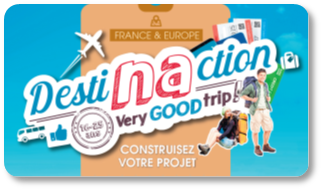 FRANCE & EUROPE
Destinaction
Very GOOD trip!
16-25
ans
CONSTRUISEZ
VOTRE PROJET